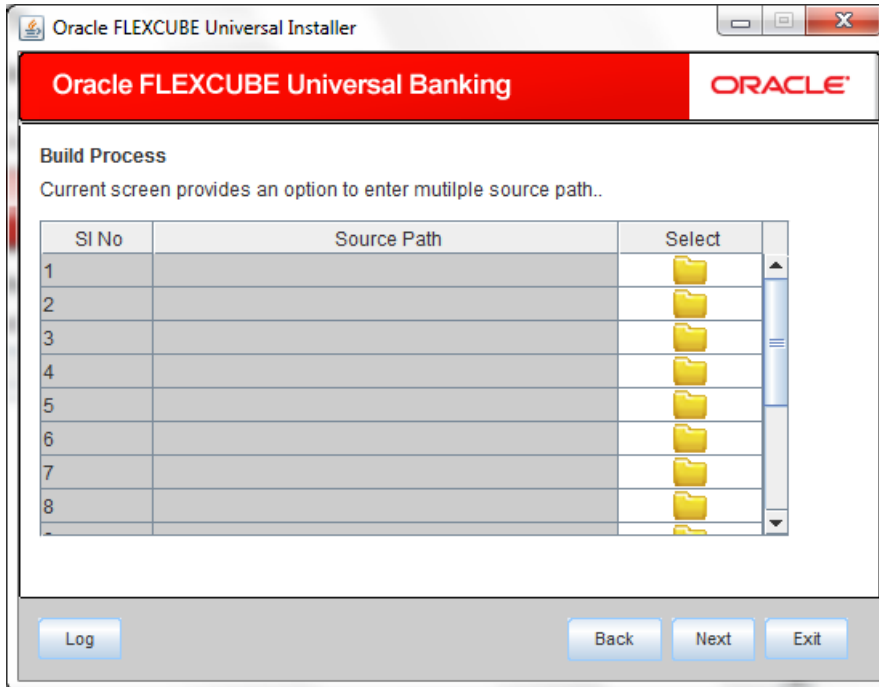 Oracle FLEXCUBE Universal Installer
Oracle FLEXCUBE Universal Banking
ORACLE
Build Process
Current screen provides an option to enter mutilple source path..
SI No Source Path Select
1
2
3
4
5
6
7
8
Log Back Next Exit